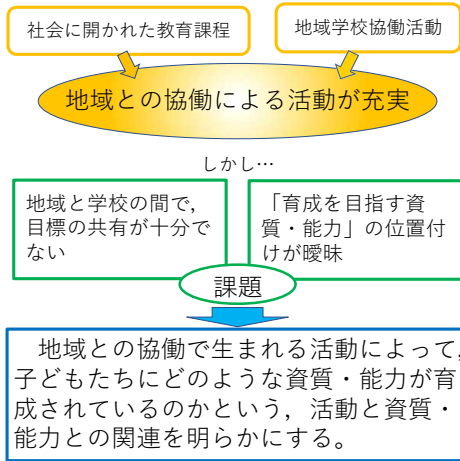 社会に開かれた教育課程
地域学校協働活動
地域との協働による活動が充実
しかし…
地域と学校の間で，
目標の共有が十分で
ない
「育成を目指す資
質・能力」の位置付
けが曖昧
課題
地域との協働で生まれる活動によって，
子どもたちにどのような資質・能力が育
成されているのかという，活動と資質・
能力との関連を明らかにする。